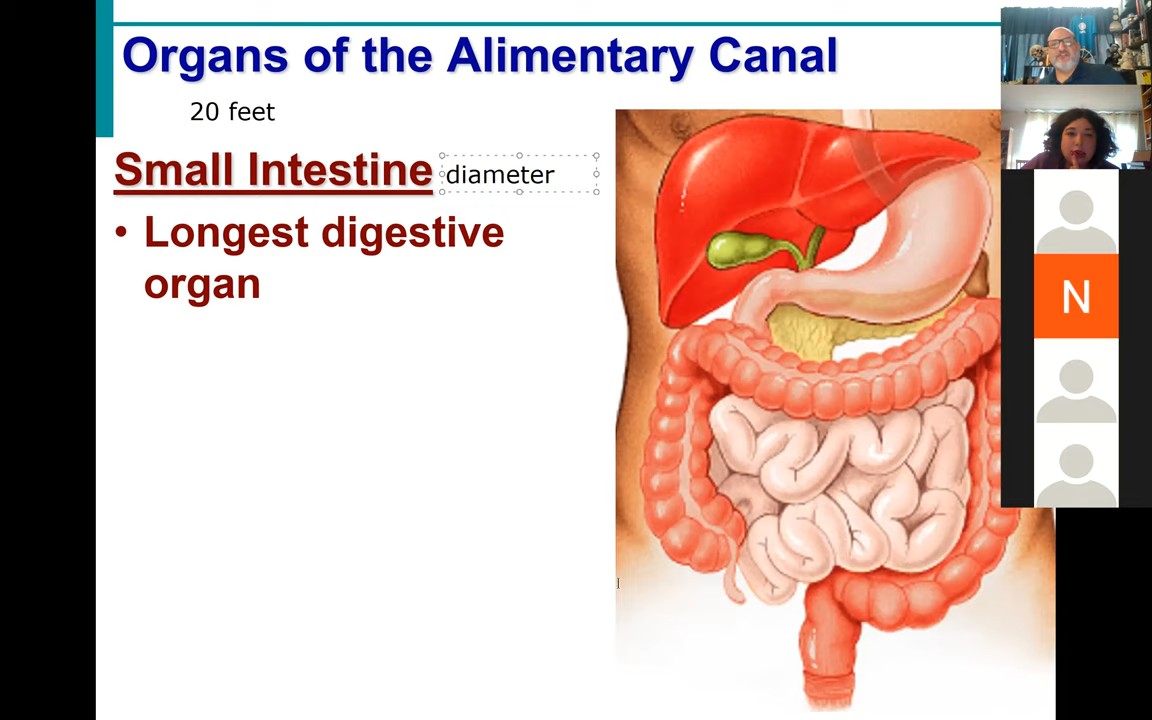 Organs of the Alimentary Canal
20 feet
Small Intestine diameter
• Longest digestive
organ
N